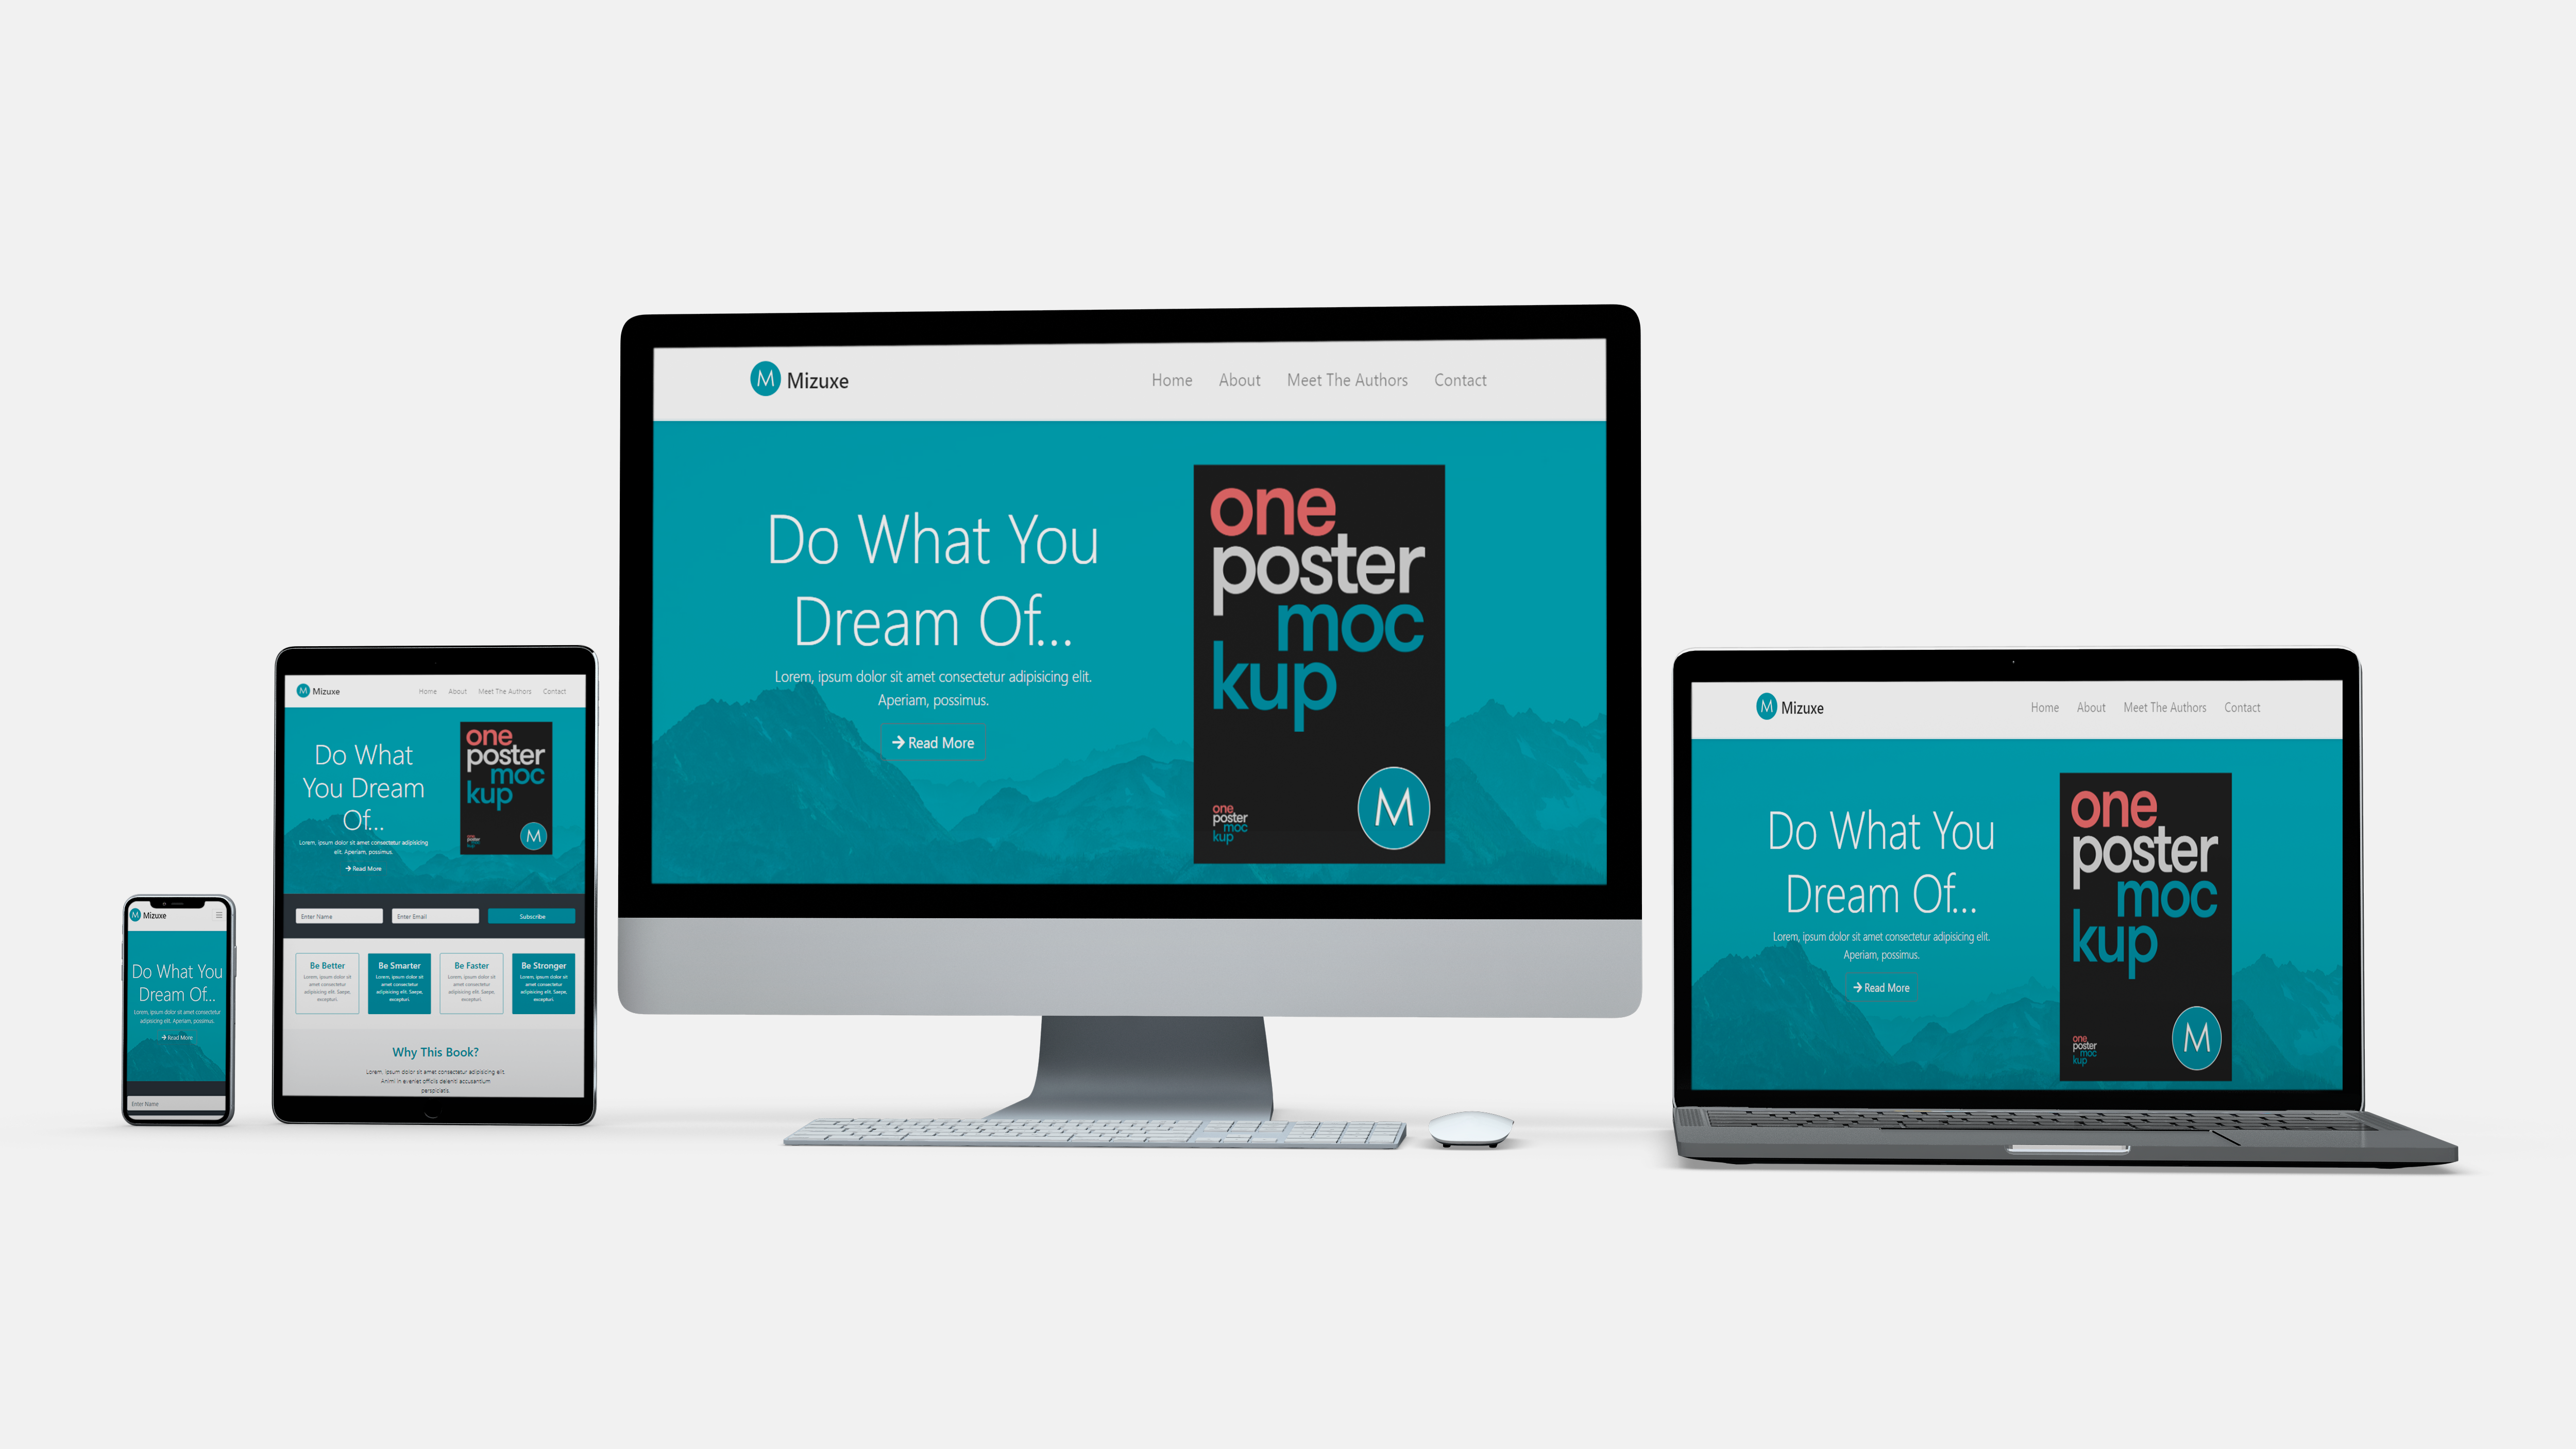 M Mizuxe
Do What You
Dream Of...
Lorem, ipsum dolor sit amet consectetur
adipisicing elit. Aperiam, possimus.
Read More
Enter Name
M Mizuxe
Home About Meet The Authors Contact
Do What
You Dream
Of...
Lorem, ipsum dolor sit amet consectetur adipisicing
elit. Aperiam, possimus.
Read More
one
poster
moc
kup
one
poster
moc
kup
M
Enter Name Enter Email Subscribe
Be Better
Lorem, ipsum dolor sit
amet consectetur
adipisicing elit. Saepe,
excepturi.
Be Smarter
Lorem, ipsum dolor sit
amet consectetur
adipisicing elit. Saepe,
excepturi.
Be Faster
Lorem, ipsum dolor sit
amet consectetur
adipisicing elit. Saepe,
excepturi.
Be Stronger
Lorem, ipsum dolor sit
amet consectetur
adipisicing elit. Saepe,
excepturi.
Why This Book?
Lorem, ipsum dolor sit amet consectetur adipisicing elit.
Animi in eveniet officiis deleniti accusantium
perspiciatis.
M Mizuxe
Home About Meet The Authors Contact
Do What You
Dream Of...
Lorem, ipsum dolor sit amet consectetur adipisicing elit.
Aperiam, possimus.
Read More
one
poster
moc
kup
one
poster
moc
kup
M
M Mizuxe
Home About Meet The Authors Contact
Do What You
Dream Of...
Lorem, ipsum dolor sit amet consectetur adipisicing elit.
Aperiam, possimus.
Read More
one
poster
moc
kup
one
poster
moc
kup
M